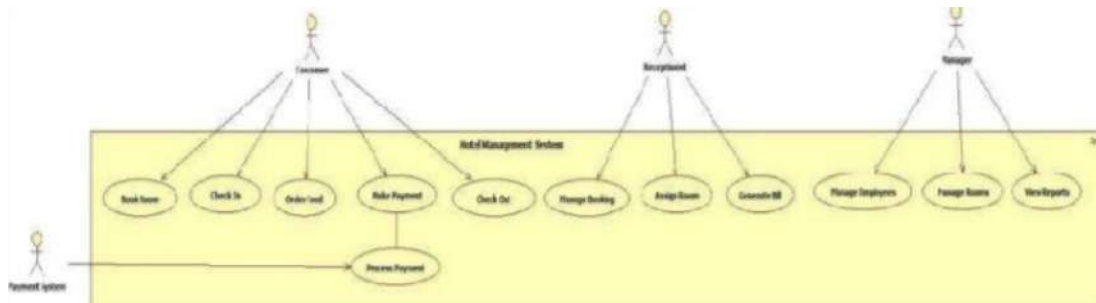 Customer
Receptionist
Manager
Hotel Management System
Book Room
Check In
Order Food
Make Payment
Check Out
Manage Booking
Assign Room
Generate Bill
Manage Employees
Manage Rooms
View Reports
Process Payment
Payment system